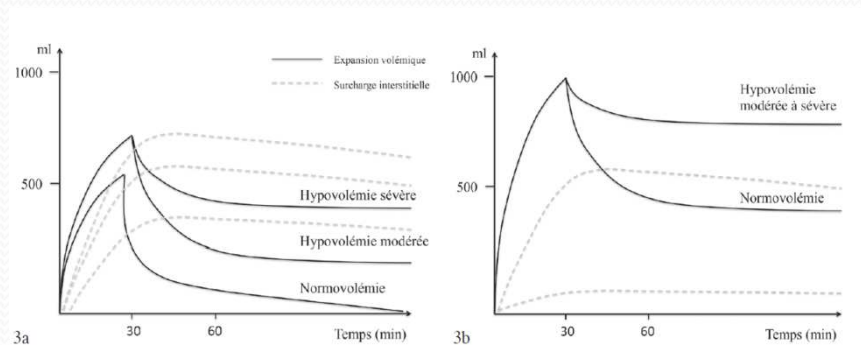 ml
1000
500
Expansion volémique
Surcharge interstitielle
Hypovolémie sévère
Hypovolémie modérée
Normovolémie
30
60
Temps (min)
3a
ml
1000
500
Hypovolémie
modérée à sévère
Normovolémie
30
60
Temps (min)
3b